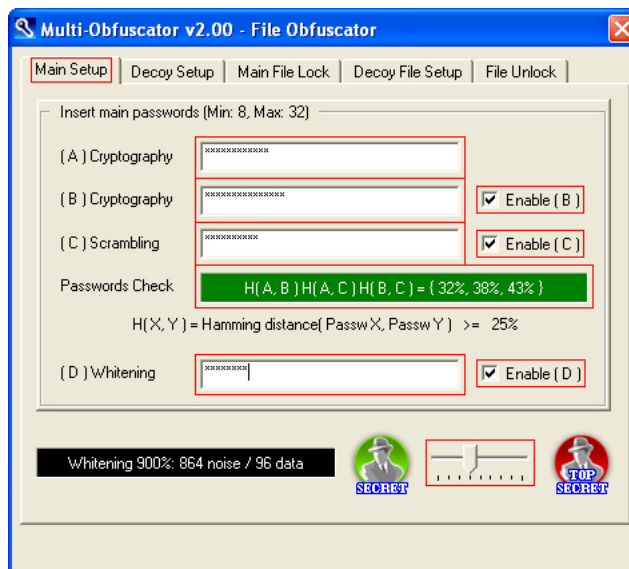 Multi-Obfuscator v2.00 - File Obfuscator
Main Setup Decoy Setup Main File Lock Decoy File Setup File Unlock
Insert main passwords (Min: 8, Max: 32)
( A ) Cryptography ************
( B ) Cryptography *************** Enable ( B )
( C ) Scrambling ********** Enable ( C )
Passwords Check H( A, B ) H( A, C ) H( B, C ) = { 32%, 38%, 43% }
H( X, Y ) = Hamming distance( Passw X, Passw Y ) >= 25%
( D ) Whitening ******** Enable ( D )
Whitening 900%: 864 noise / 96 data
SECRET
TOP
SECRET